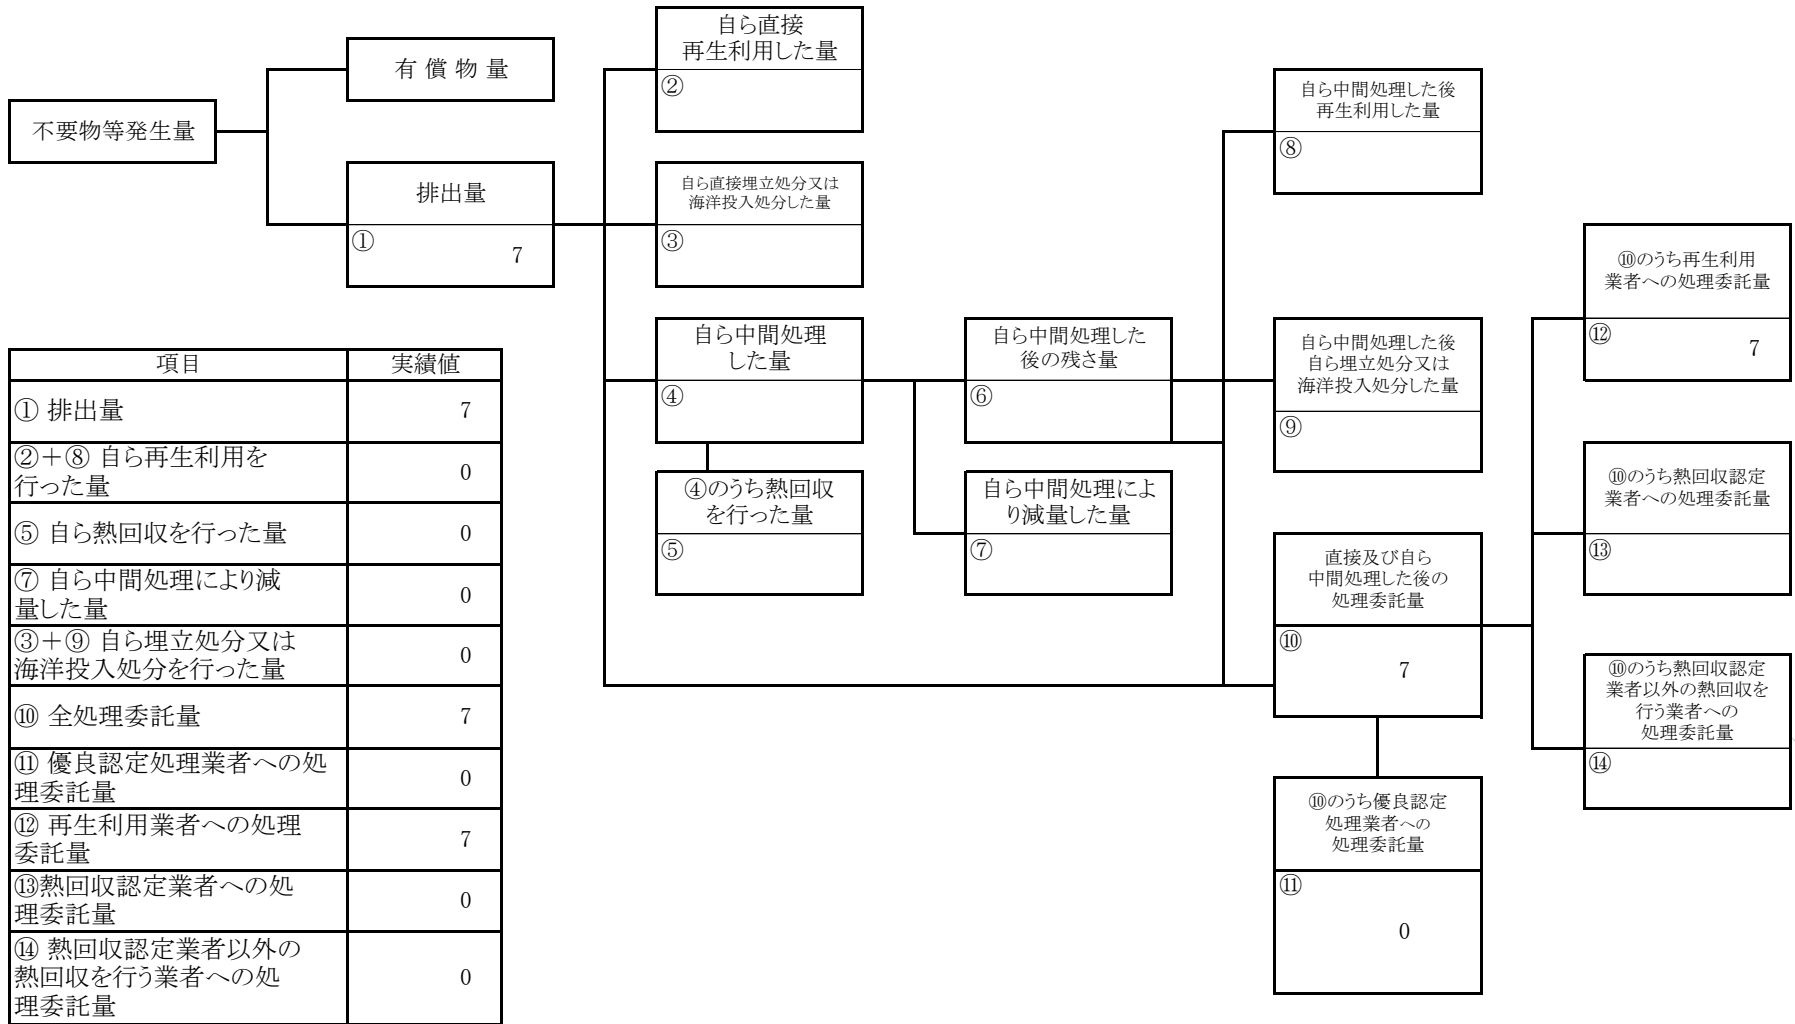 不要物等発生量
有 償 物 量
排出量
①
7
自ら直接
再生利用した量
②
自ら直接埋立処分又は
海洋投入処分した量
③
自ら中間処理
した量
④
④のうち熱回収
を行った量
⑤
自ら中間処理した
後の残さ量
⑥
自ら中間処理によ
り減量した量
⑦
自ら中間処理した後
再生利用した量
⑧
自ら中間処理した後
自ら埋立処分又は
海洋投入処分した量
⑨
直接及び自ら
中間処理した後の
処理委託量
⑩
7
⑩のうち優良認定
処理業者への
処理委託量
⑪
0
⑩のうち再生利用
業者への処理委託量
⑫
7
⑩のうち熱回収認定
業者への処理委託量
⑬
⑩のうち熱回収認定
業者以外の熱回収を
行う業者への
処理委託量
⑭
項目 実績値
① 排出量 7
②＋⑧ 自ら再生利用を
行った量 0
⑤ 自ら熱回収を行った量 0
⑦ 自ら中間処理により減
量した量 0
③＋⑨ 自ら埋立処分又は
海洋投入処分を行った量 0
⑩ 全処理委託量 7
⑪ 優良認定処理業者への処
理委託量 0
⑫ 再生利用業者への処理
委託量 7
⑬熱回収認定業者への処
理委託量 0
⑭ 熱回収認定業者以外の
熱回収を行う業者への処
理委託量 0